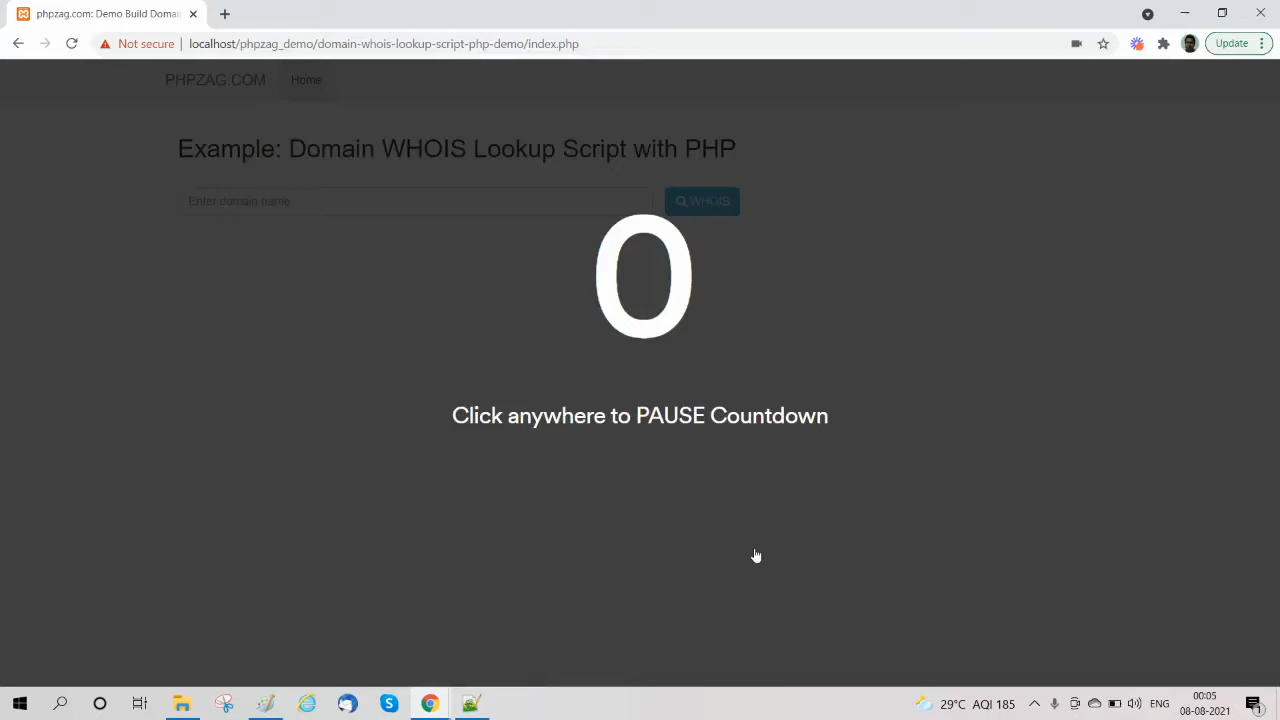 phpzag.com: Demo Build Domain
Not secure
localhost/phpzag_demo/domain-whois-lookup-script-php-demo/index.php
Update
PHPZAG.COM
Home
Example: Domain WHOIS Lookup Script with PHP
Enter domain name
WHOIS
0
Click anywhere to PAUSE Countdown
29°C AQI 185
ENG
00:05
08-08-2021
1